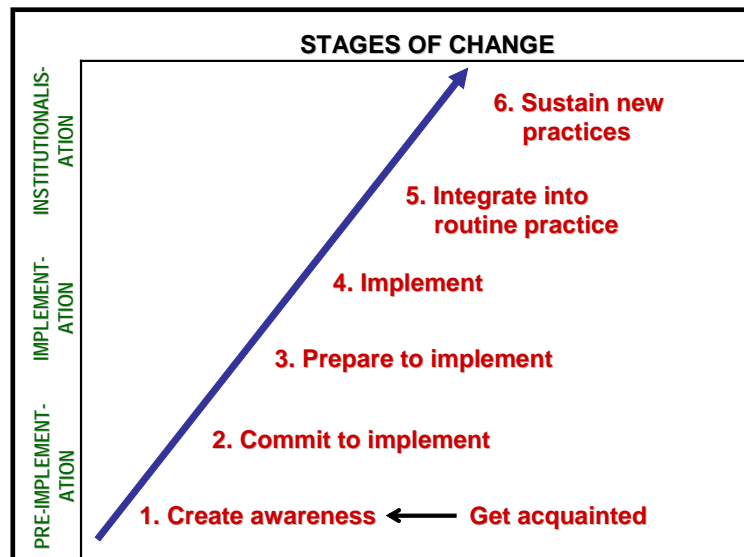 STAGES OF CHANGE
INSTITUTIONALIS-
ATION
6. Sustain new
practices
5. Integrate into
routine practice
IMPLEMENT-
ATION
4. Implement
3. Prepare to implement
PRE-IMPLEMENT-
ATION
2. Commit to implement
1. Create awareness
Get acquainted